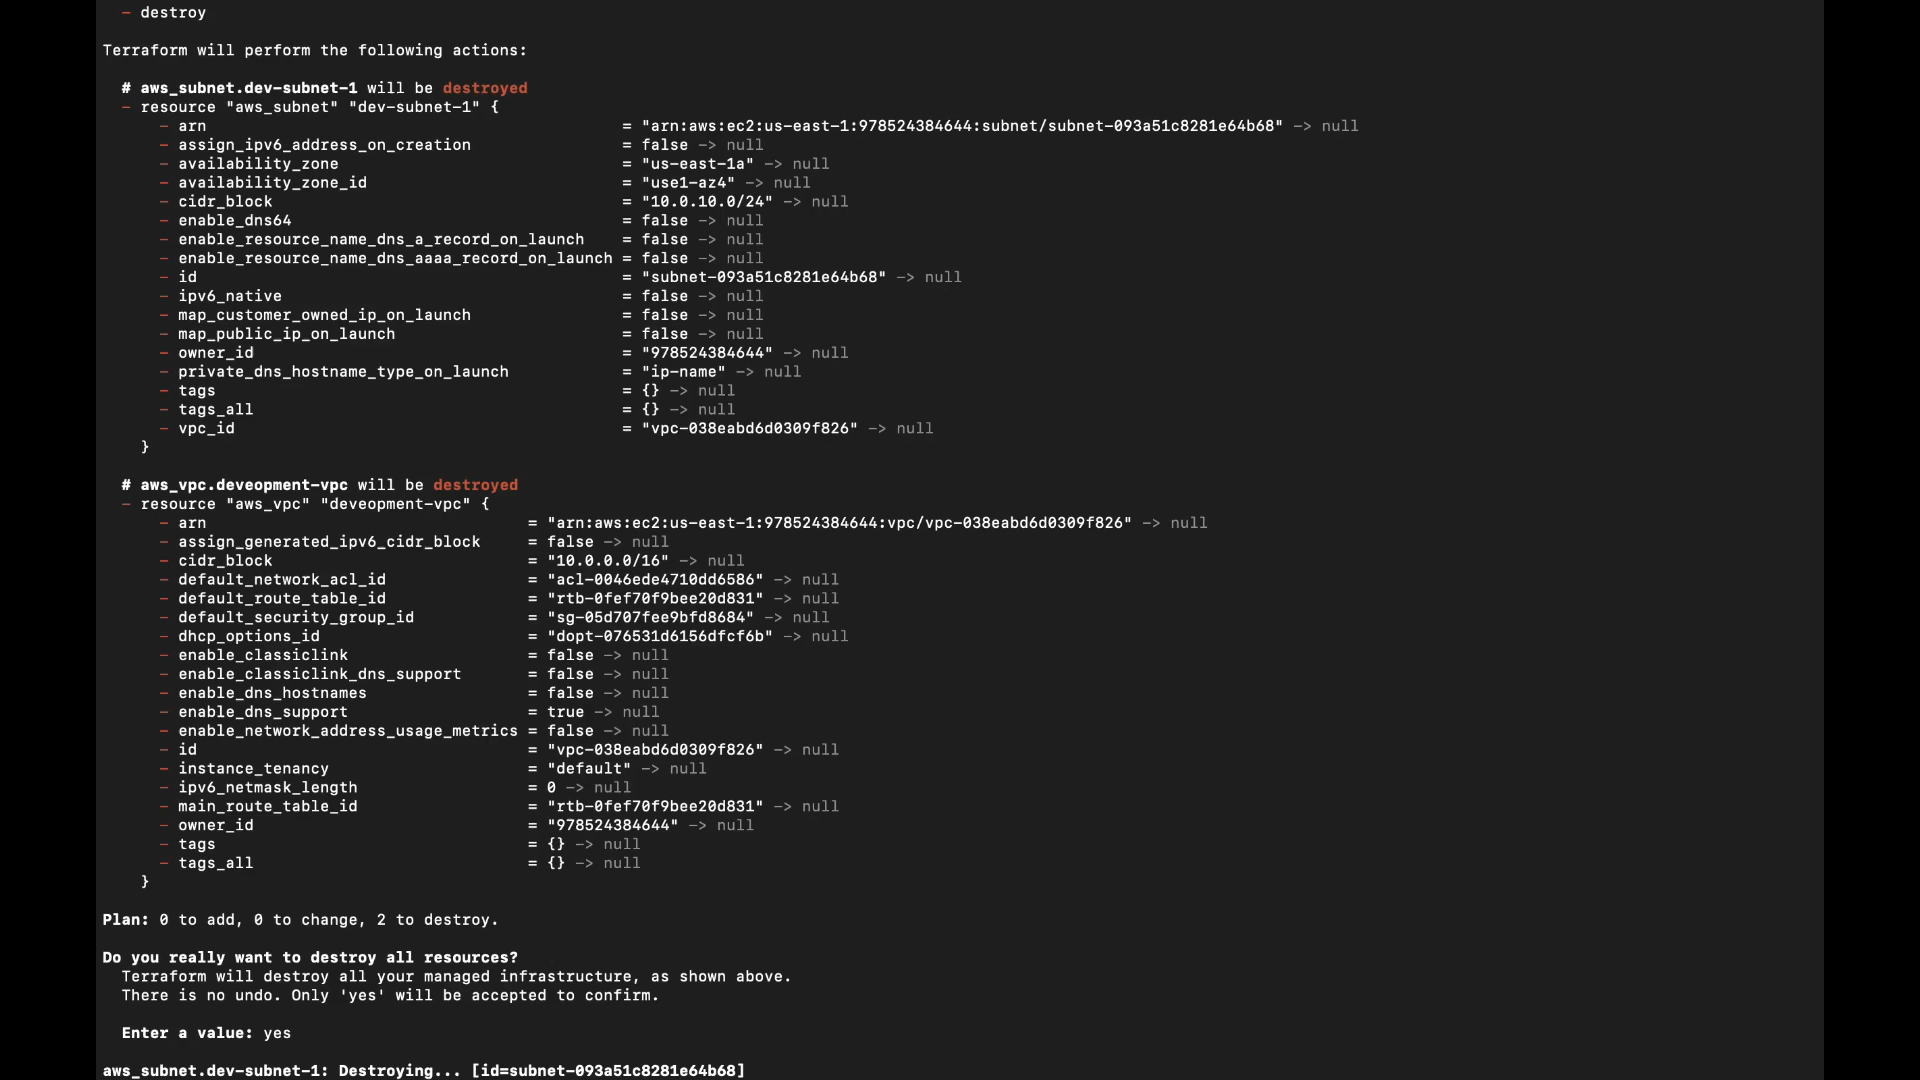 - destroy
Terraform will perform the following actions:
# aws_subnet.dev-subnet-1 will be destroyed
- resource "aws_subnet" "dev-subnet-1" {
- arn = "arn:aws:ec2:us-east-1:978524384644:subnet/subnet-093a51c8281e64b68" -> null
- assign_ipv6_address_on_creation = false -> null
- availability_zone = "us-east-1a" -> null
- availability_zone_id = "use1-az4" -> null
- cidr_block = "10.0.10.0/24" -> null
- enable_dns64 = false -> null
- enable_resource_name_dns_a_record_on_launch = false -> null
- enable_resource_name_dns_aaaa_record_on_launch = false -> null
- id = "subnet-093a51c8281e64b68" -> null
- ipv6_native = false -> null
- map_customer_owned_ip_on_launch = false -> null
- map_public_ip_on_launch = false -> null
- owner_id = "978524384644" -> null
- private_dns_hostname_type_on_launch = "ip-name" -> null
- tags = {} -> null
- tags_all = {} -> null
- vpc_id = "vpc-038eabd6d0309f826" -> null
}
# aws_vpc.deveopment-vpc will be destroyed
- resource "aws_vpc" "deveopment-vpc" {
- arn = "arn:aws:ec2:us-east-1:978524384644:vpc/vpc-038eabd6d0309f826" -> null
- assign_generated_ipv6_cidr_block = false -> null
- cidr_block = "10.0.0.0/16" -> null
- default_network_acl_id = "acl-0046ede4710dd6586" -> null
- default_route_table_id = "rtb-0fef70f9bee20d831" -> null
- default_security_group_id = "sg-05d707fee9bfd8684" -> null
- dhcp_options_id = "dopt-076531d6156dfcf6b" -> null
- enable_classiclink = false -> null
- enable_classiclink_dns_support = false -> null
- enable_dns_hostnames = false -> null
- enable_dns_support = true -> null
- enable_network_address_usage_metrics = false -> null
- id = "vpc-038eabd6d0309f826" -> null
- instance_tenancy = "default" -> null
- ipv6_netmask_length = 0 -> null
- main_route_table_id = "rtb-0fef70f9bee20d831" -> null
- owner_id = "978524384644" -> null
- tags = {} -> null
- tags_all = {} -> null
}
Plan: 0 to add, 0 to change, 2 to destroy.
Do you really want to destroy all resources?
Terraform will destroy all your managed infrastructure, as shown above.
There is no undo. Only 'yes' will be accepted to confirm.
Enter a value: yes
aws_subnet.dev-subnet-1: Destroying... [id=subnet-093a51c8281e64b68]